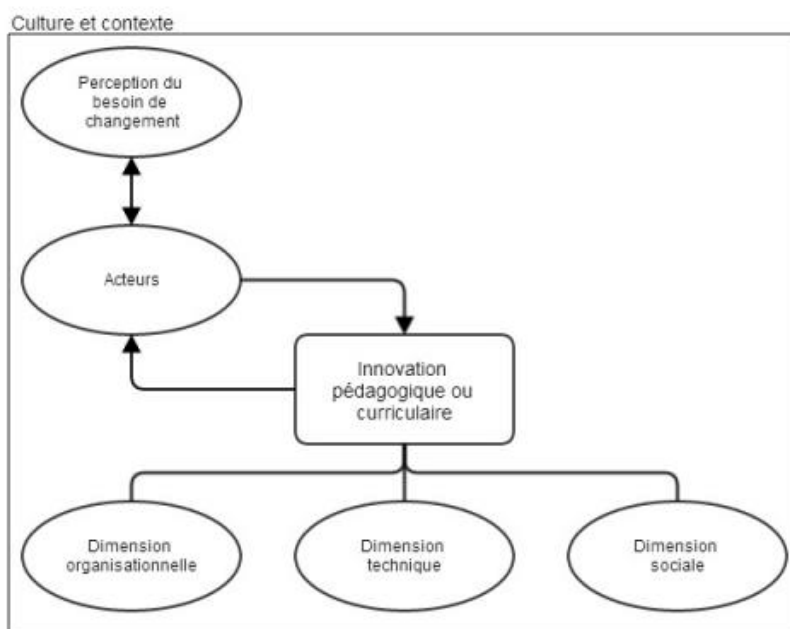 Culture et contexte
Perception du
besoin de
changement
Acteurs
Innovation
pédagogique ou
curriculaire
Dimension
organisationnelle
Dimension
technique
Dimension
sociale